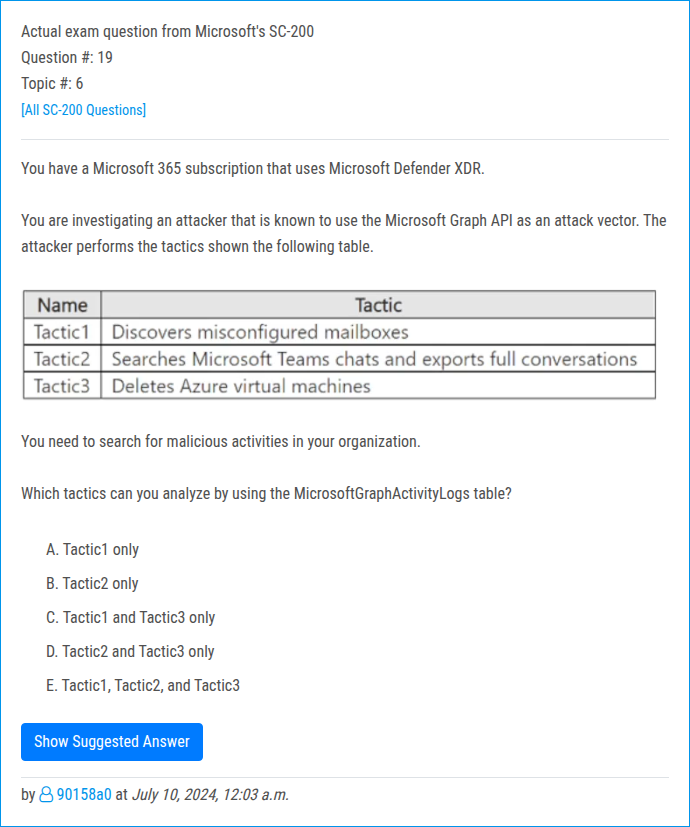 Actual exam question from Microsoft's SC-200
Question #: 19
Topic #: 6
[All SC-200 Questions]
You have a Microsoft 365 subscription that uses Microsoft Defender XDR.
You are investigating an attacker that is known to use the Microsoft Graph API as an attack vector. The
attacker performs the tactics shown the following table.
Name Tactic
Tactic1 Discovers misconfigured mailboxes
Tactic2 Searches Microsoft Teams chats and exports full conversations
Tactic3 Deletes Azure virtual machines
You need to search for malicious activities in your organization.
Which tactics can you analyze by using the MicrosoftGraphActivityLogs table?
A. Tactic1 only
B. Tactic2 only
C. Tactic1 and Tactic3 only
D. Tactic2 and Tactic3 only
E. Tactic1, Tactic2, and Tactic3
Show Suggested Answer
by 90158a0 at July 10, 2024, 12:03 a.m.